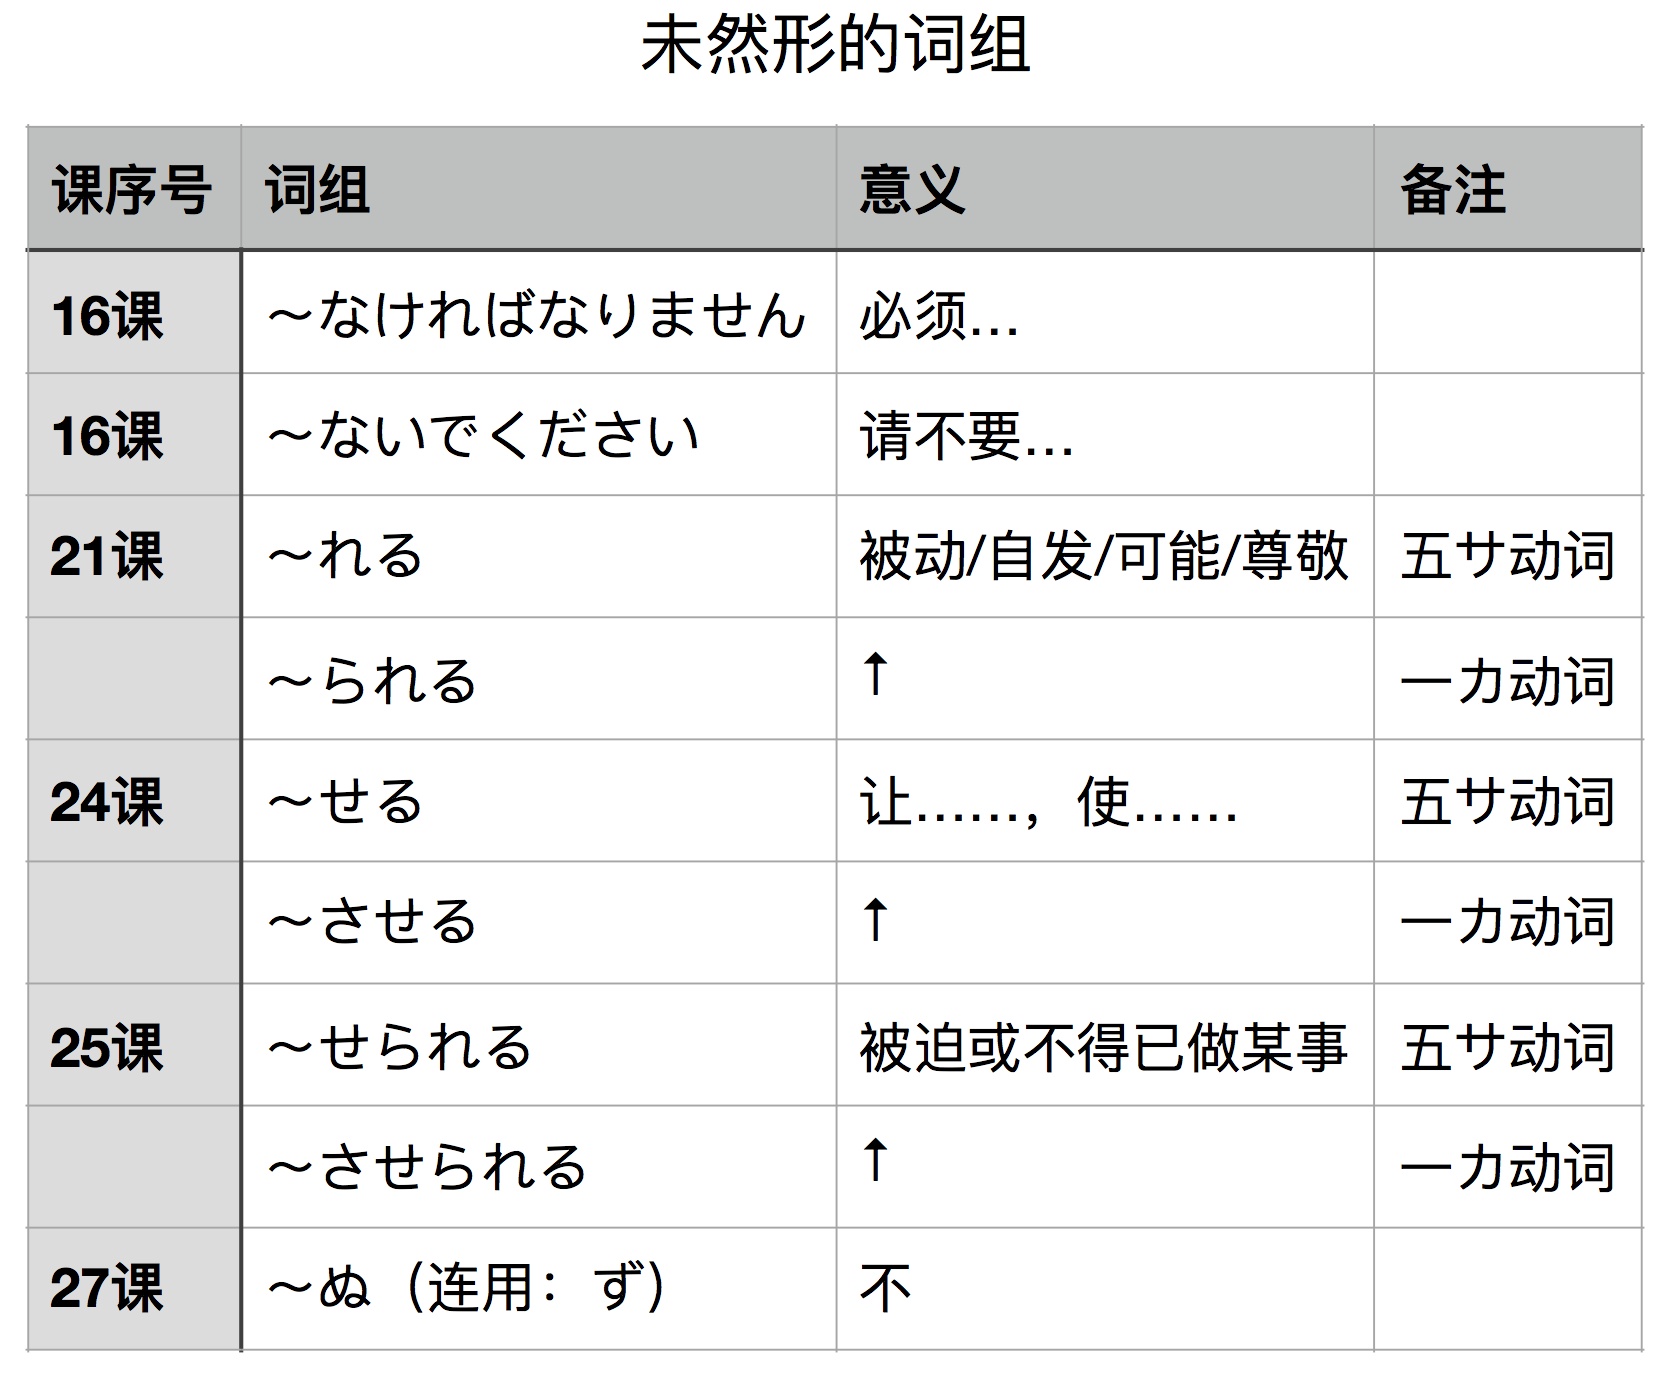 未然形的词组
课序号 词组 意义 备注
16课 ～なければなりません 必须…
16课 ～ないでください 请不要…
21课 ～れる 被动/自发/可能/尊敬 五サ动词
～られる ↑ 一カ动词
24课 ～せる 让……，使…… 五サ动词
～させる ↑ 一カ动词
25课 ～せられる 被迫或不得已做某事 五サ动词
～させられる ↑ 一カ动词
27课 ～ぬ（连用：ず） 不